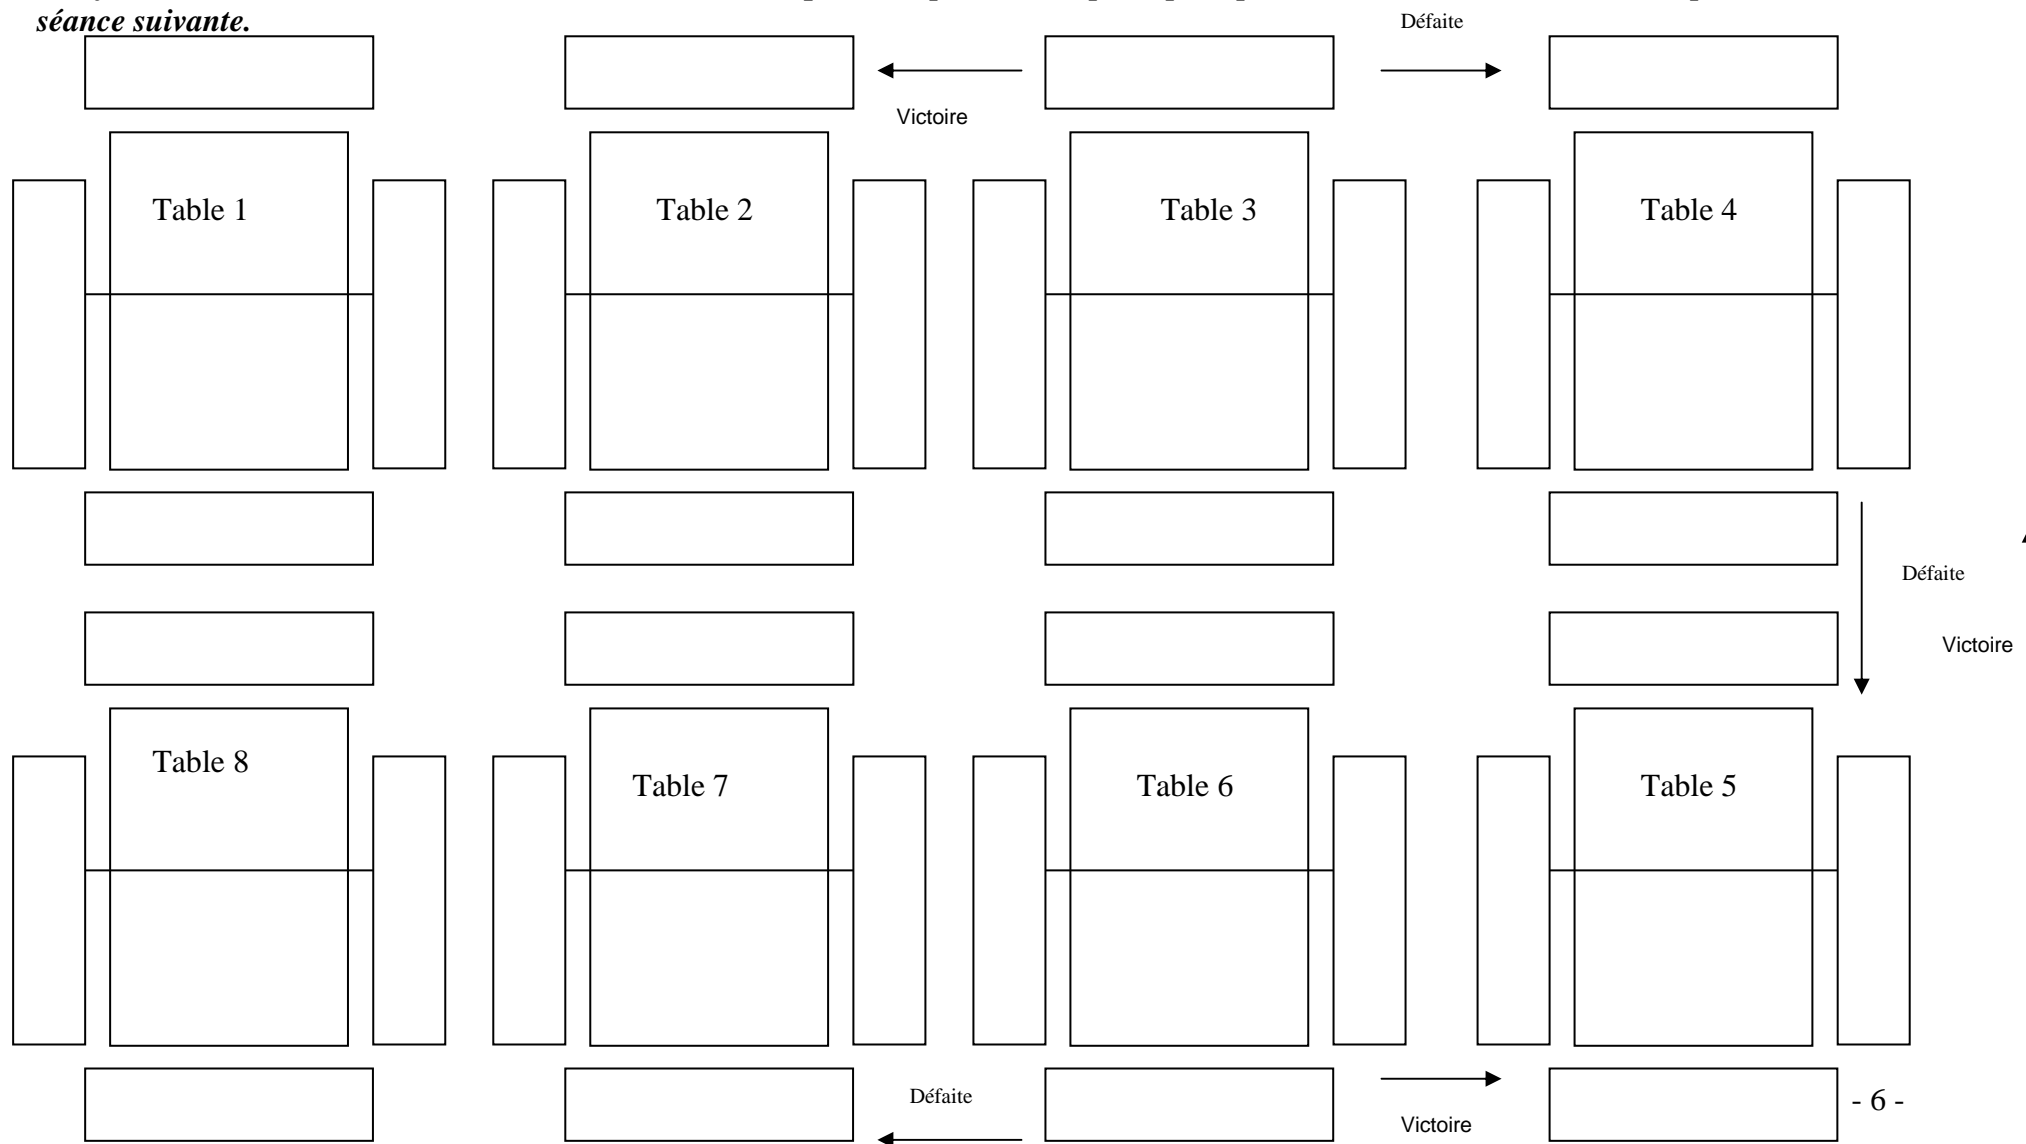 séance suivante.
Défaite
Victoire
Table 1
Table 2
Table 3
Table 4
Défaite
Victoire
Table 8
Table 7
Table 6
Table 5
Défaite
Victoire
- 6 -